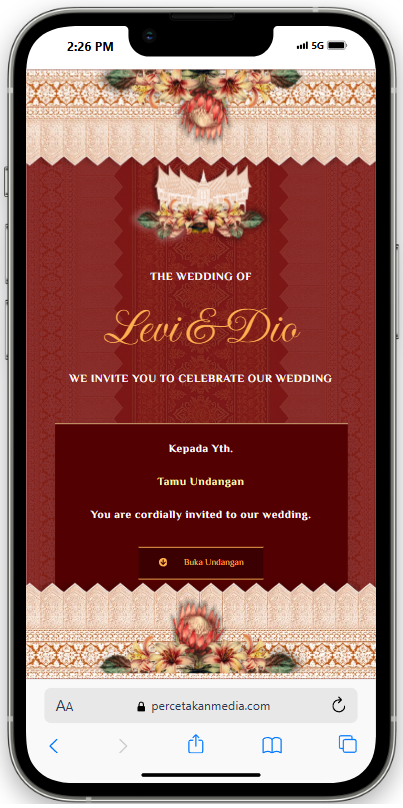 2:26 PM
5G
THE WEDDING OF
Levi & Dio
WE INVITE YOU TO CELEBRATE OUR WEDDING
Kepada Yth.
Tamu Undangan
You are cordially invited to our wedding.
Buka Undangan
AA
percetakanmedia.com